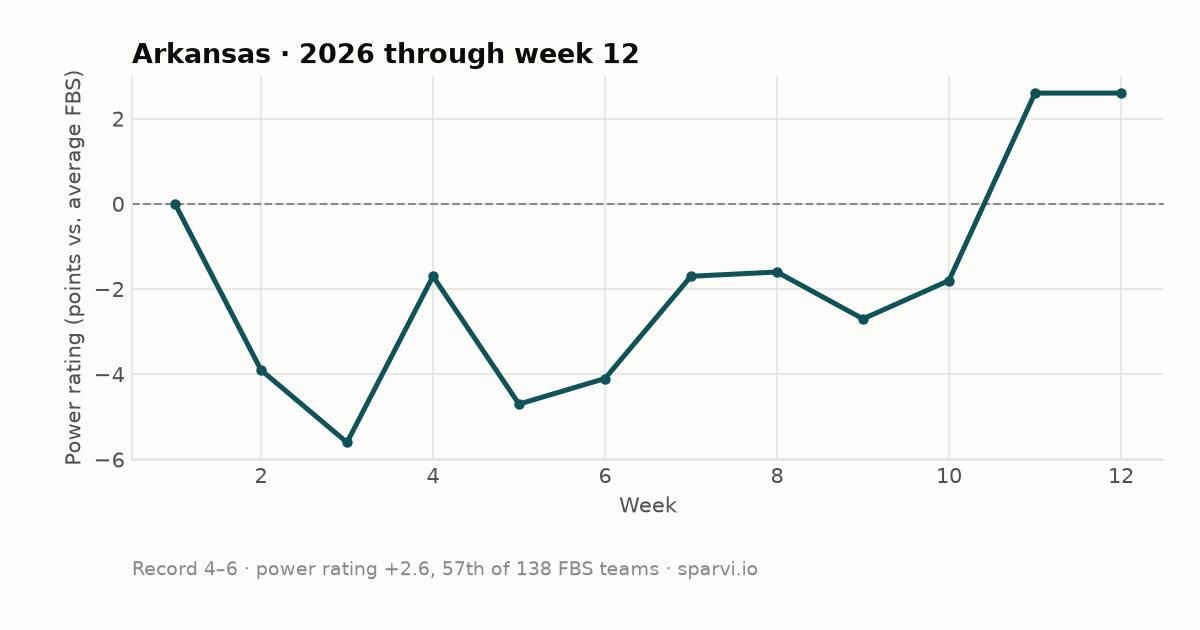 Arkansas · 2026 through week 12
Power rating (points vs. average FBS)
2
0
−2
−4
−6
2
4
6
8
10
12
Week
Record 4–6 · power rating +2.6, 57th of 138 FBS teams · sparvi.io